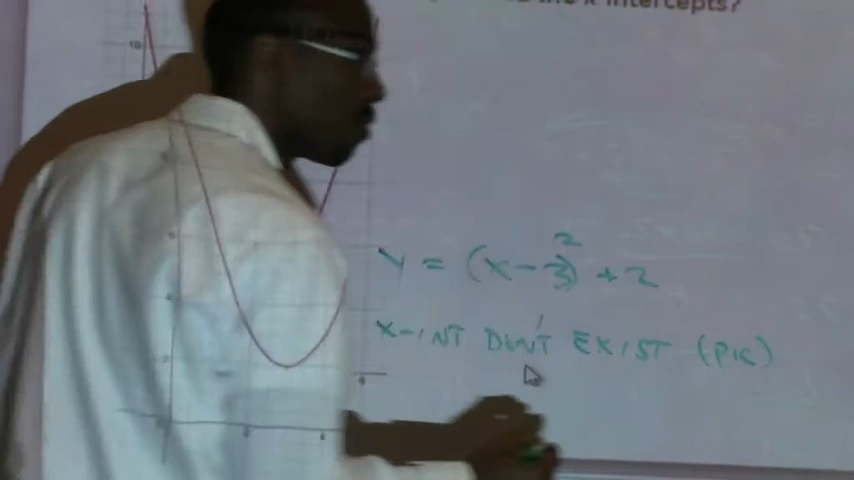 the x intercepts?
10
y = (x-3)² + 2
x-INT DON'T EXIST (PIC)